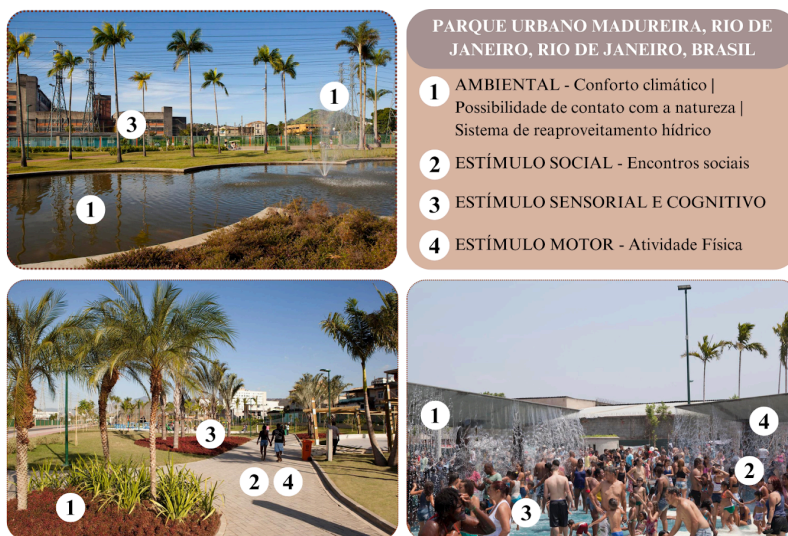 PARQUE URBANO MADUREIRA, RIO DE
JANEIRO, RIO DE JANEIRO, BRASIL
1 AMBIENTAL - Conforto climático |
Possibilidade de contato com a natureza |
Sistema de reaproveitamento hídrico
2 ESTÍMULO SOCIAL - Encontros sociais
3 ESTÍMULO SENSORIAL E COGNITIVO
4 ESTÍMULO MOTOR - Atividade Física
1
3
1
3
2 4
1
1
4
2
3